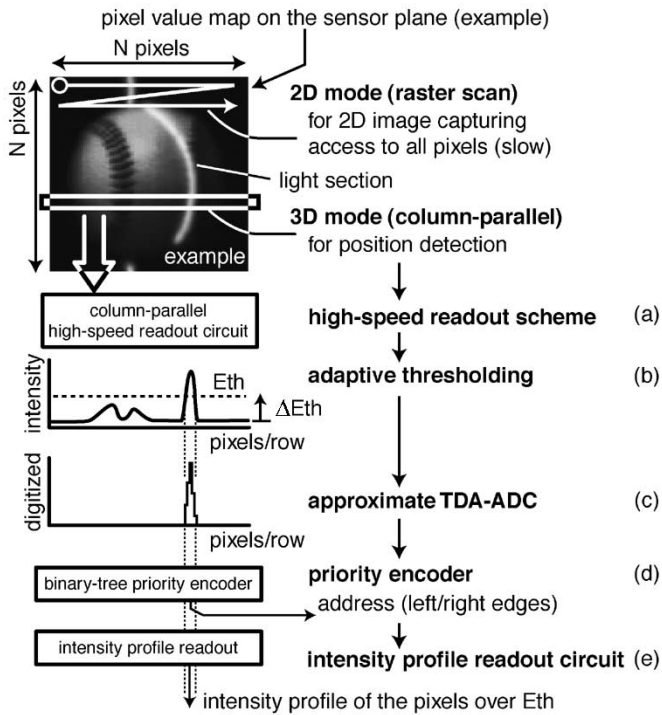 pixel value map on the sensor plane (example)
N pixels
N pixels
2D mode (raster scan)
for 2D image capturing
access to all pixels (slow)
light section
3D mode (column-parallel)
for position detection
example
column-parallel
high-speed readout circuit
high-speed readout scheme (a)
adaptive thresholding (b)
intensity
Eth
ΔEth
pixels/row
digitized
approximate TDA-ADC (c)
pixels/row
binary-tree priority encoder
priority encoder (d)
address (left/right edges)
intensity profile readout
intensity profile readout circuit (e)
intensity profile of the pixels over Eth